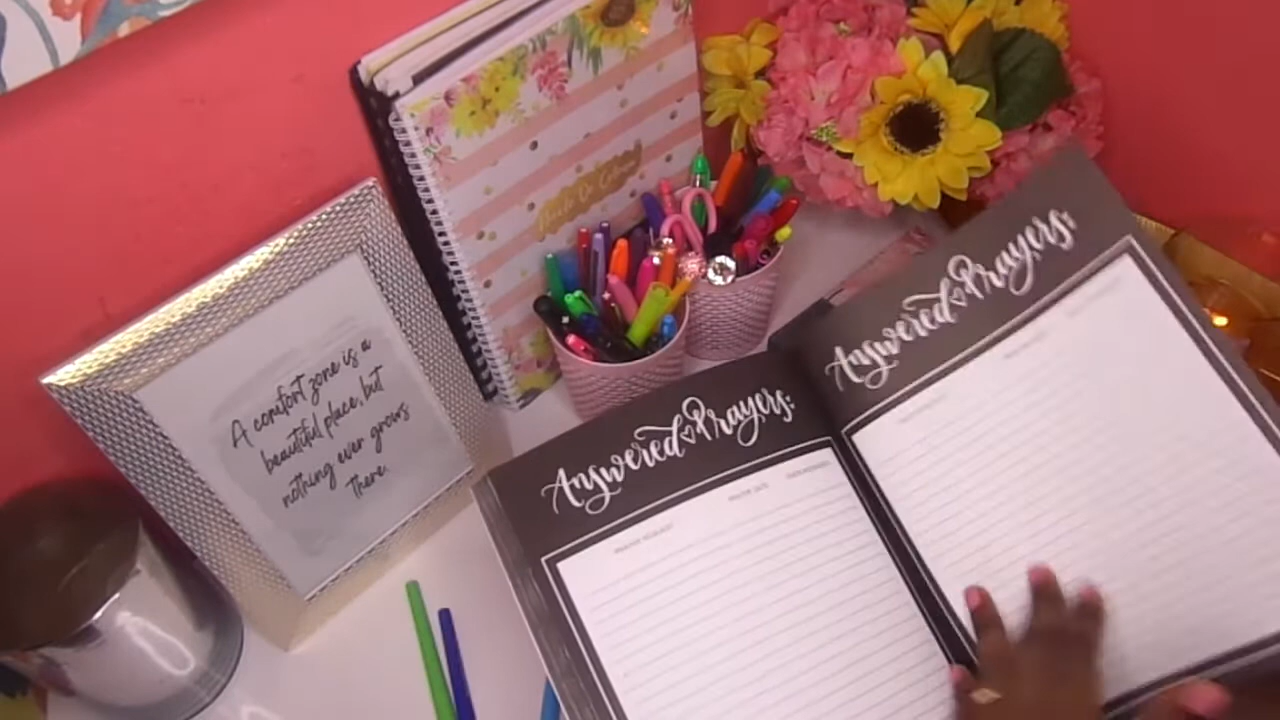 A comfort zone is a
beautiful place, but
nothing ever grows
there.
Answered Prayers:
Answered Prayers: